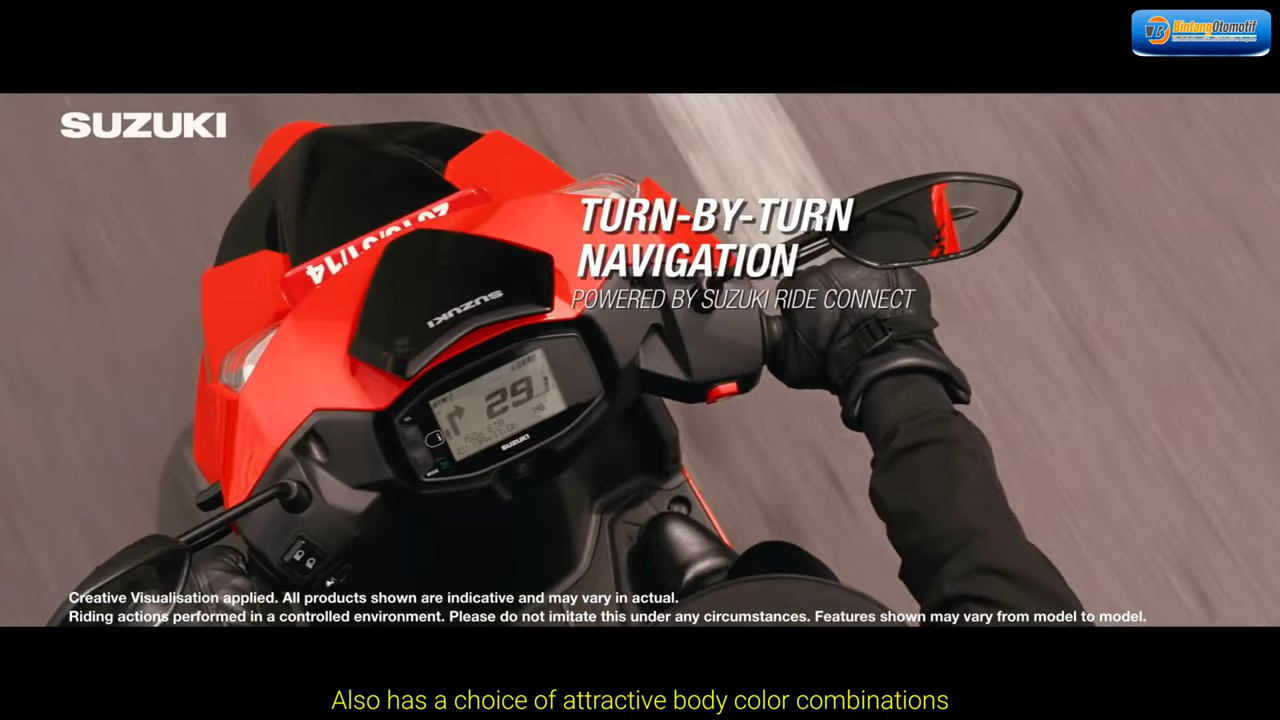 BintangOtomotif
SUZUKI
TURN-BY-TURN
NAVIGATION
POWERED BY SUZUKI RIDE CONNECT
SUZUKI
29
SUZUKI
Creative Visualisation applied. All products shown are indicative and may vary in actual.
Riding actions performed in a controlled environment. Please do not imitate this under any circumstances. Features shown may vary from model to model.
Also has a choice of attractive body color combinations